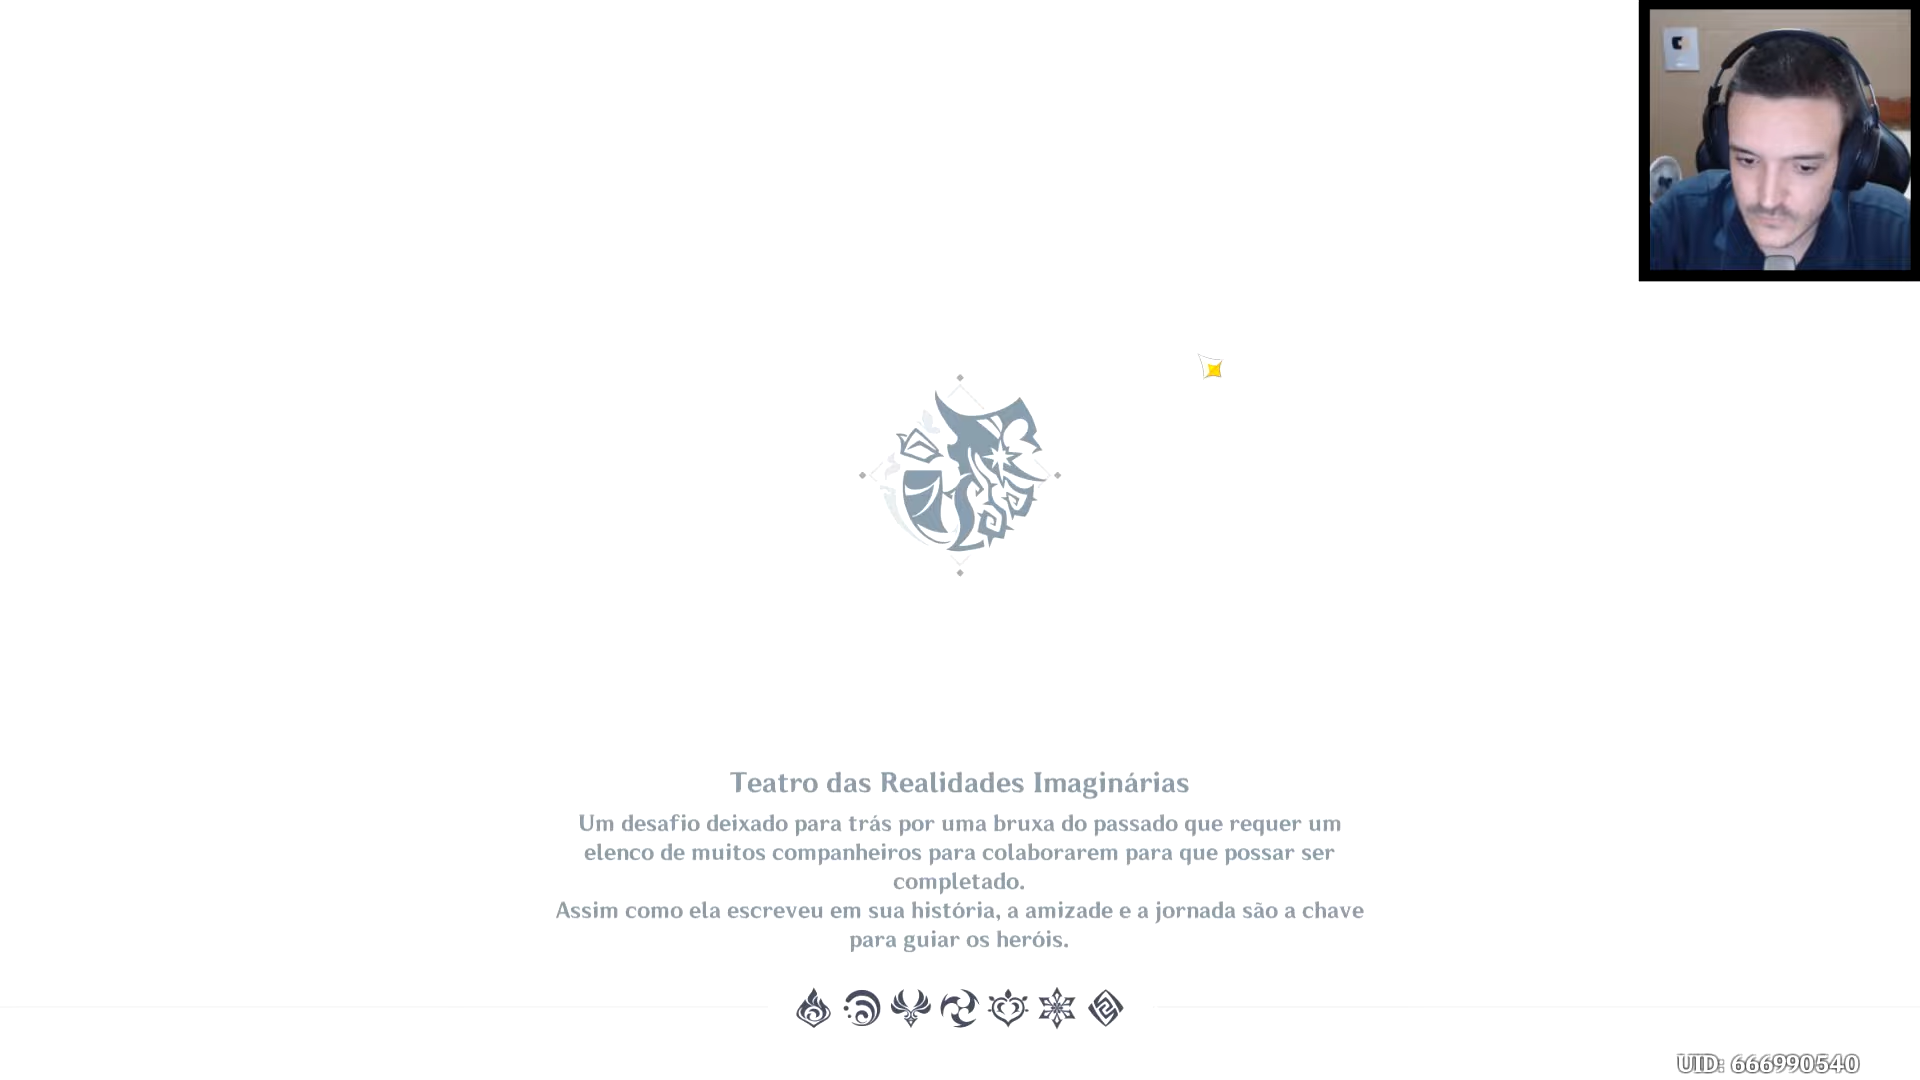 Teatro das Realidades Imaginárias
Um desafio deixado para trás por uma bruxa do passado que requer um
elenco de muitos companheiros para colaborarem para que possar ser
completado.
Assim como ela escreveu em sua história, a amizade e a jornada são a chave
para guiar os heróis.
UID: 666990540